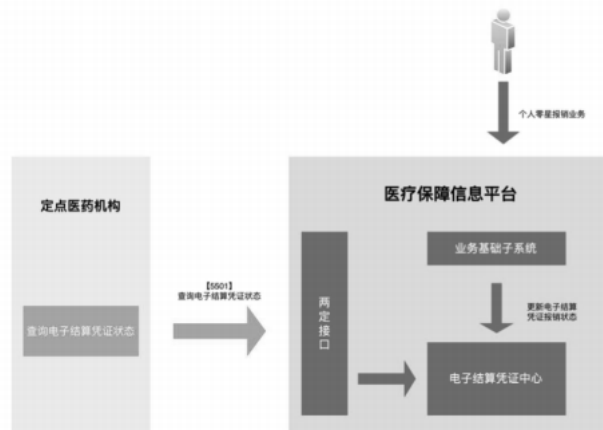 个人零星报销业务
定点医药机构
医疗保障信息平台
业务基础子系统
【5501】
查询电子结算凭证状态
两定接口
更新电子结算
凭证报销状态
查询电子结算凭证状态
电子结算凭证中心